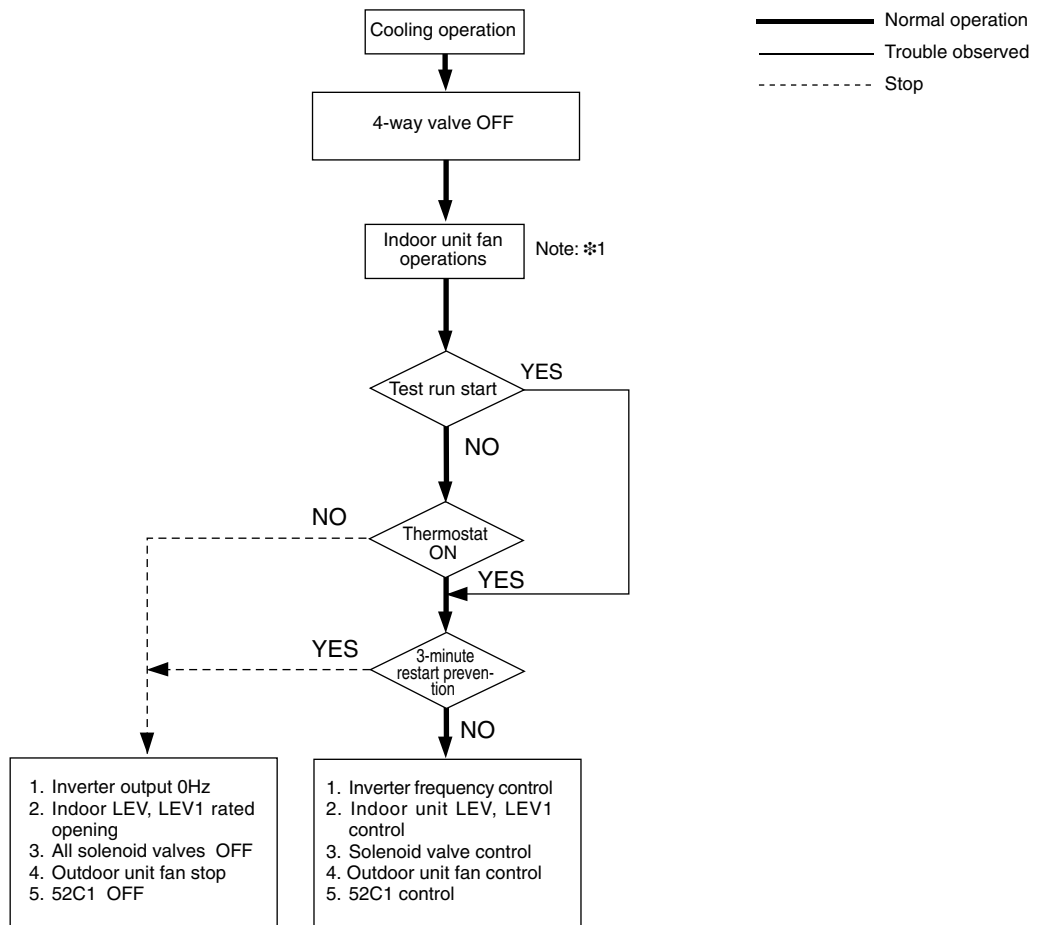 Cooling operation
Normal operation
Trouble observed
Stop
4-way valve OFF
Indoor unit fan
operations
Note: ✻1
Test run start
YES
NO
NO
Thermostat
ON
YES
YES
3-minute
restart preven-
tion
NO
1. Inverter output 0Hz
2. Indoor LEV, LEV1 rated
opening
3. All solenoid valves OFF
4. Outdoor unit fan stop
5. 52C1 OFF
1. Inverter frequency control
2. Indoor unit LEV, LEV1
control
3. Solenoid valve control
4. Outdoor unit fan control
5. 52C1 control